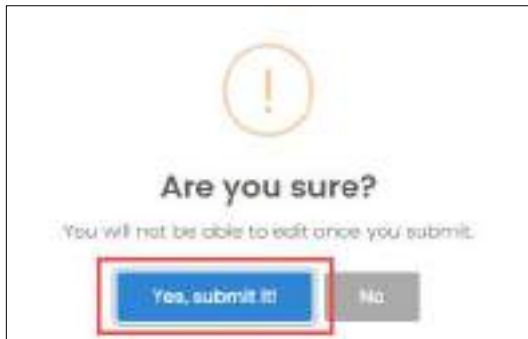 !
Are you sure?
You will not be able to edit once you submit.
Yes, submit it! No